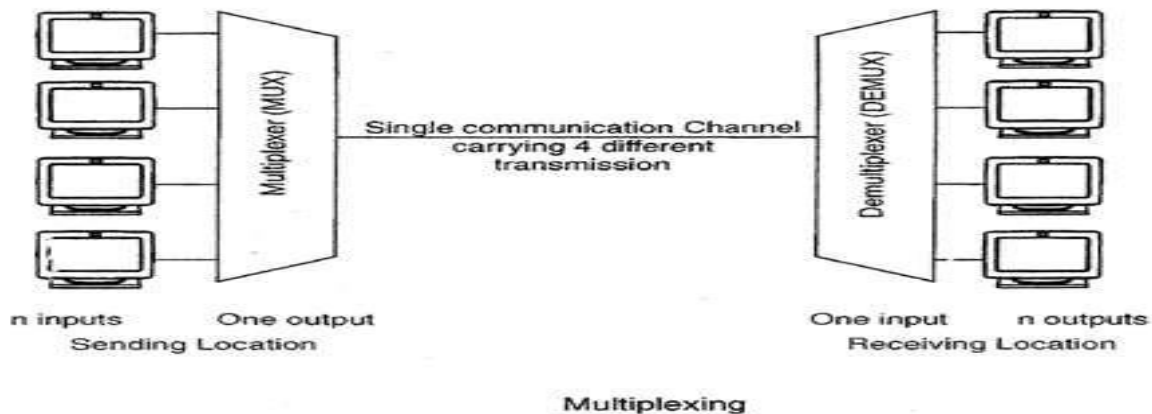 Multiplexer (MUX)
Single communication Channel
carrying 4 different
transmission
Demultiplexer (DEMUX)
n inputs
One output
One input
n outputs
Sending Location
Receiving Location
Multiplexing